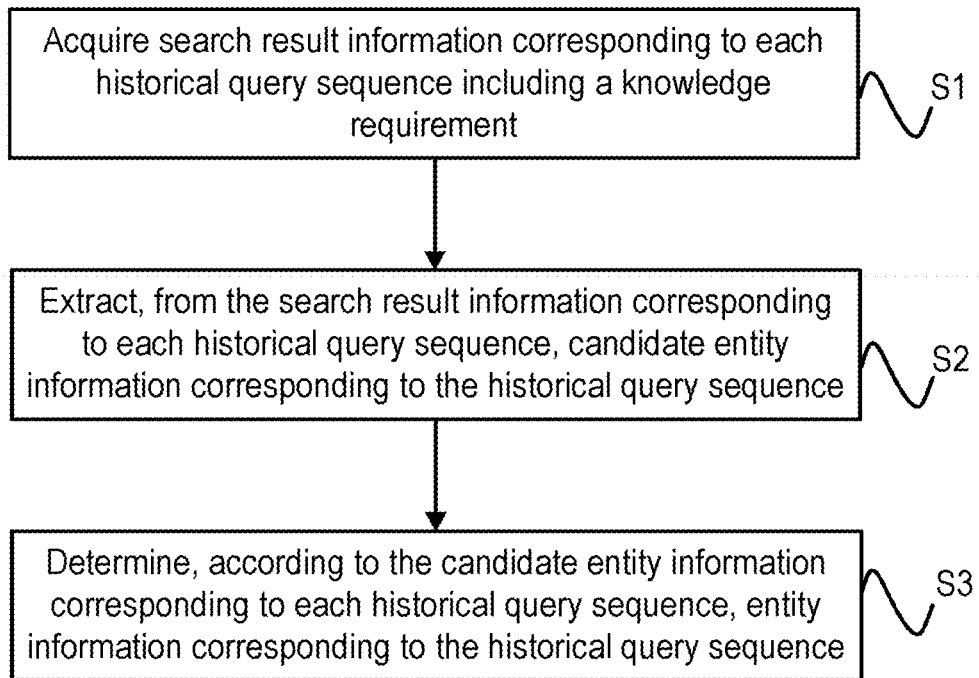 Acquire search result information corresponding to each
historical query sequence including a knowledge
requirement
S1
Extract, from the search result information corresponding
to each historical query sequence, candidate entity
information corresponding to the historical query sequence
S2
Determine, according to the candidate entity information
corresponding to each historical query sequence, entity
information corresponding to the historical query sequence
S3